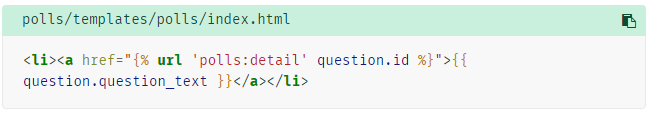 polls/templates/polls/index.html
<li><a href="{% url 'polls:detail' question.id %}">{{
question.question_text }}</a></li>